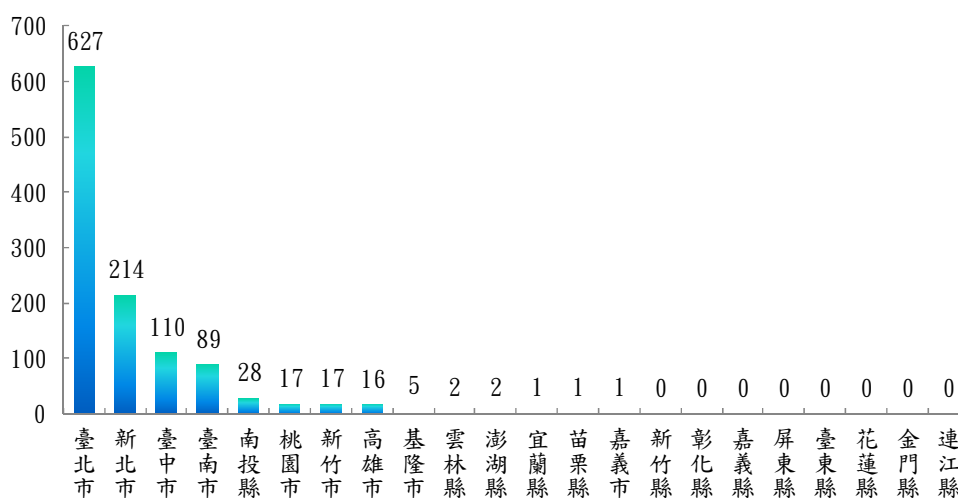 700
600
500
400
300
200
100
0
627
214
110
89
28
17
17
16
5
2
2
1
1
1
0
0
0
0
0
0
0
0
臺北市
新北市
臺中市
臺南市
南投縣
桃園市
新竹市
高雄市
基隆市
雲林縣
澎湖縣
宜蘭縣
苗栗縣
嘉義市
新竹縣
彰化縣
嘉義縣
屏東縣
臺東縣
花蓮縣
金門縣
連江縣